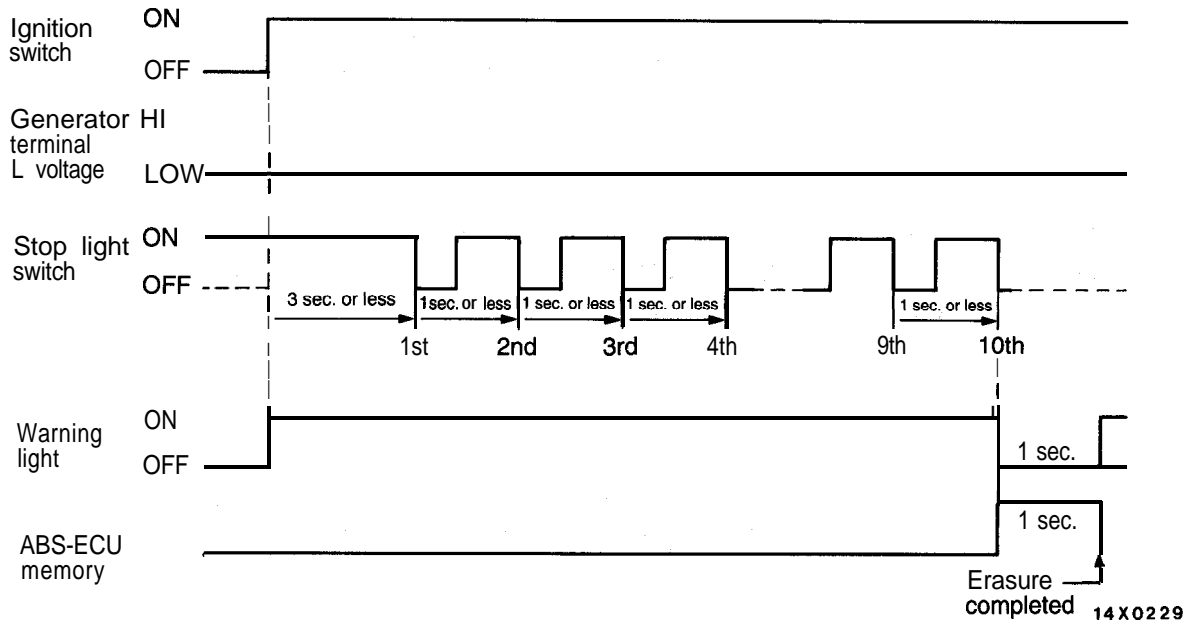 Ignition
switch
ON
OFF
Generator HI
terminal
L voltage LOW
Stop light
switch
ON
OFF
3 sec. or less
1sec. or less
1 sec. or less
1 sec. or less
1 sec. or less
1st
2nd
3rd
4th
9th
10th
Warning
light
ON
OFF
1 sec.
ABS-ECU
memory
1 sec.
Erasure
completed
14X0229